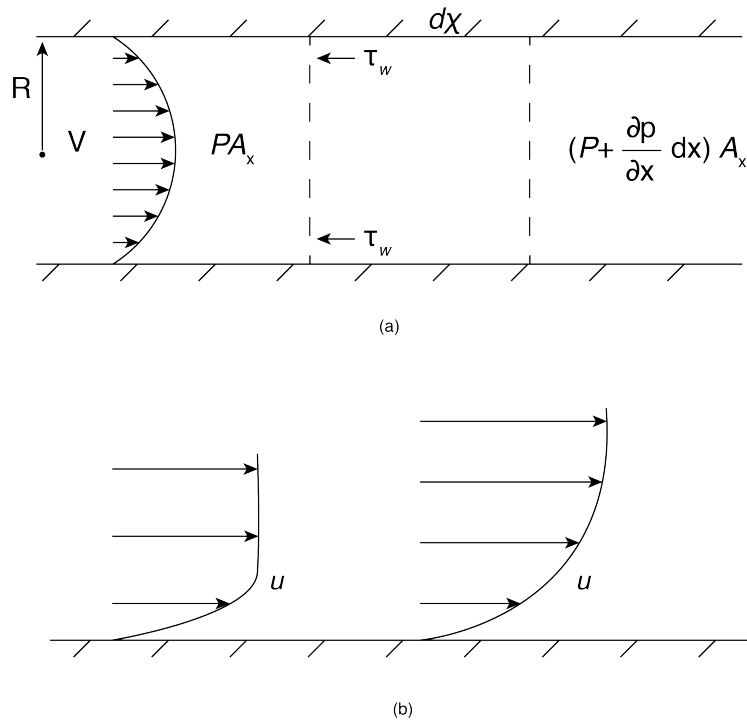 dχ
τw
R
V
PAx
(P+ ∂p/∂x dx) Ax
τw
(a)
u
u
(b)